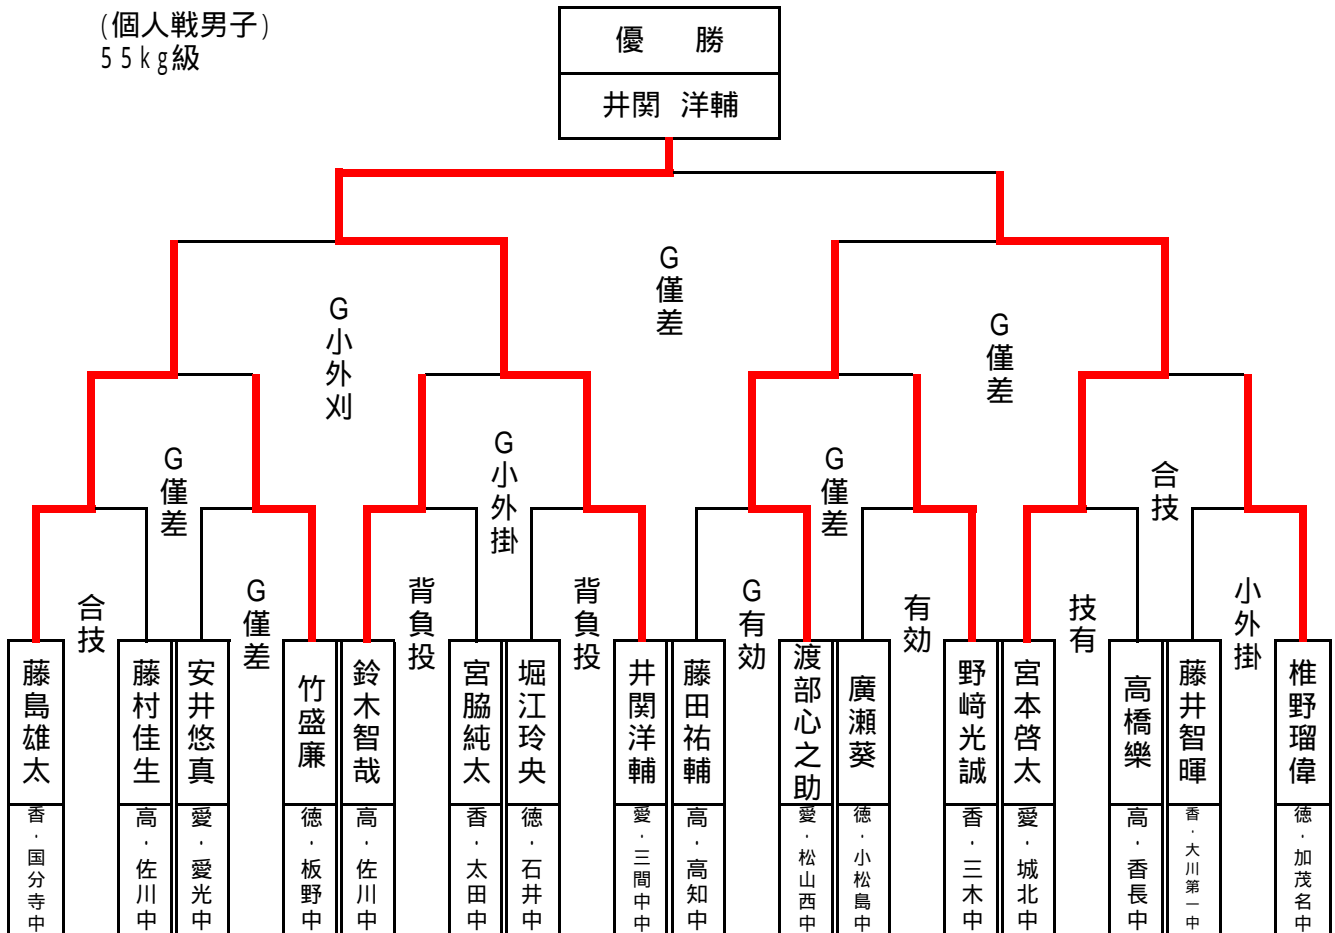 (個人戦男子)
55kg級
優 勝
井関 洋輔
G僅差
G小外刈
G僅差
G僅差
G小外掛
G僅差
合技
合技
G僅差
背負投
背負投
G有効
有効
技有
小外掛
藤島雄太
藤村佳生
安井悠真
竹盛廉
鈴木智哉
宮脇純太
堀江玲央
井関洋輔
藤田祐輔
渡部心之助
廣瀬葵
野﨑光誠
宮本啓太
高橋樂
藤井智暉
椎野瑠偉
香・国分寺中
高・佐川中
愛・愛光中
徳・板野中
高・佐川中
香・太田中
徳・石井中
愛・三間中中
高・高知中
愛・松山西中
徳・小松島中
香・三木中
愛・城北中
高・香長中
香・大川第一中
徳・加茂名中